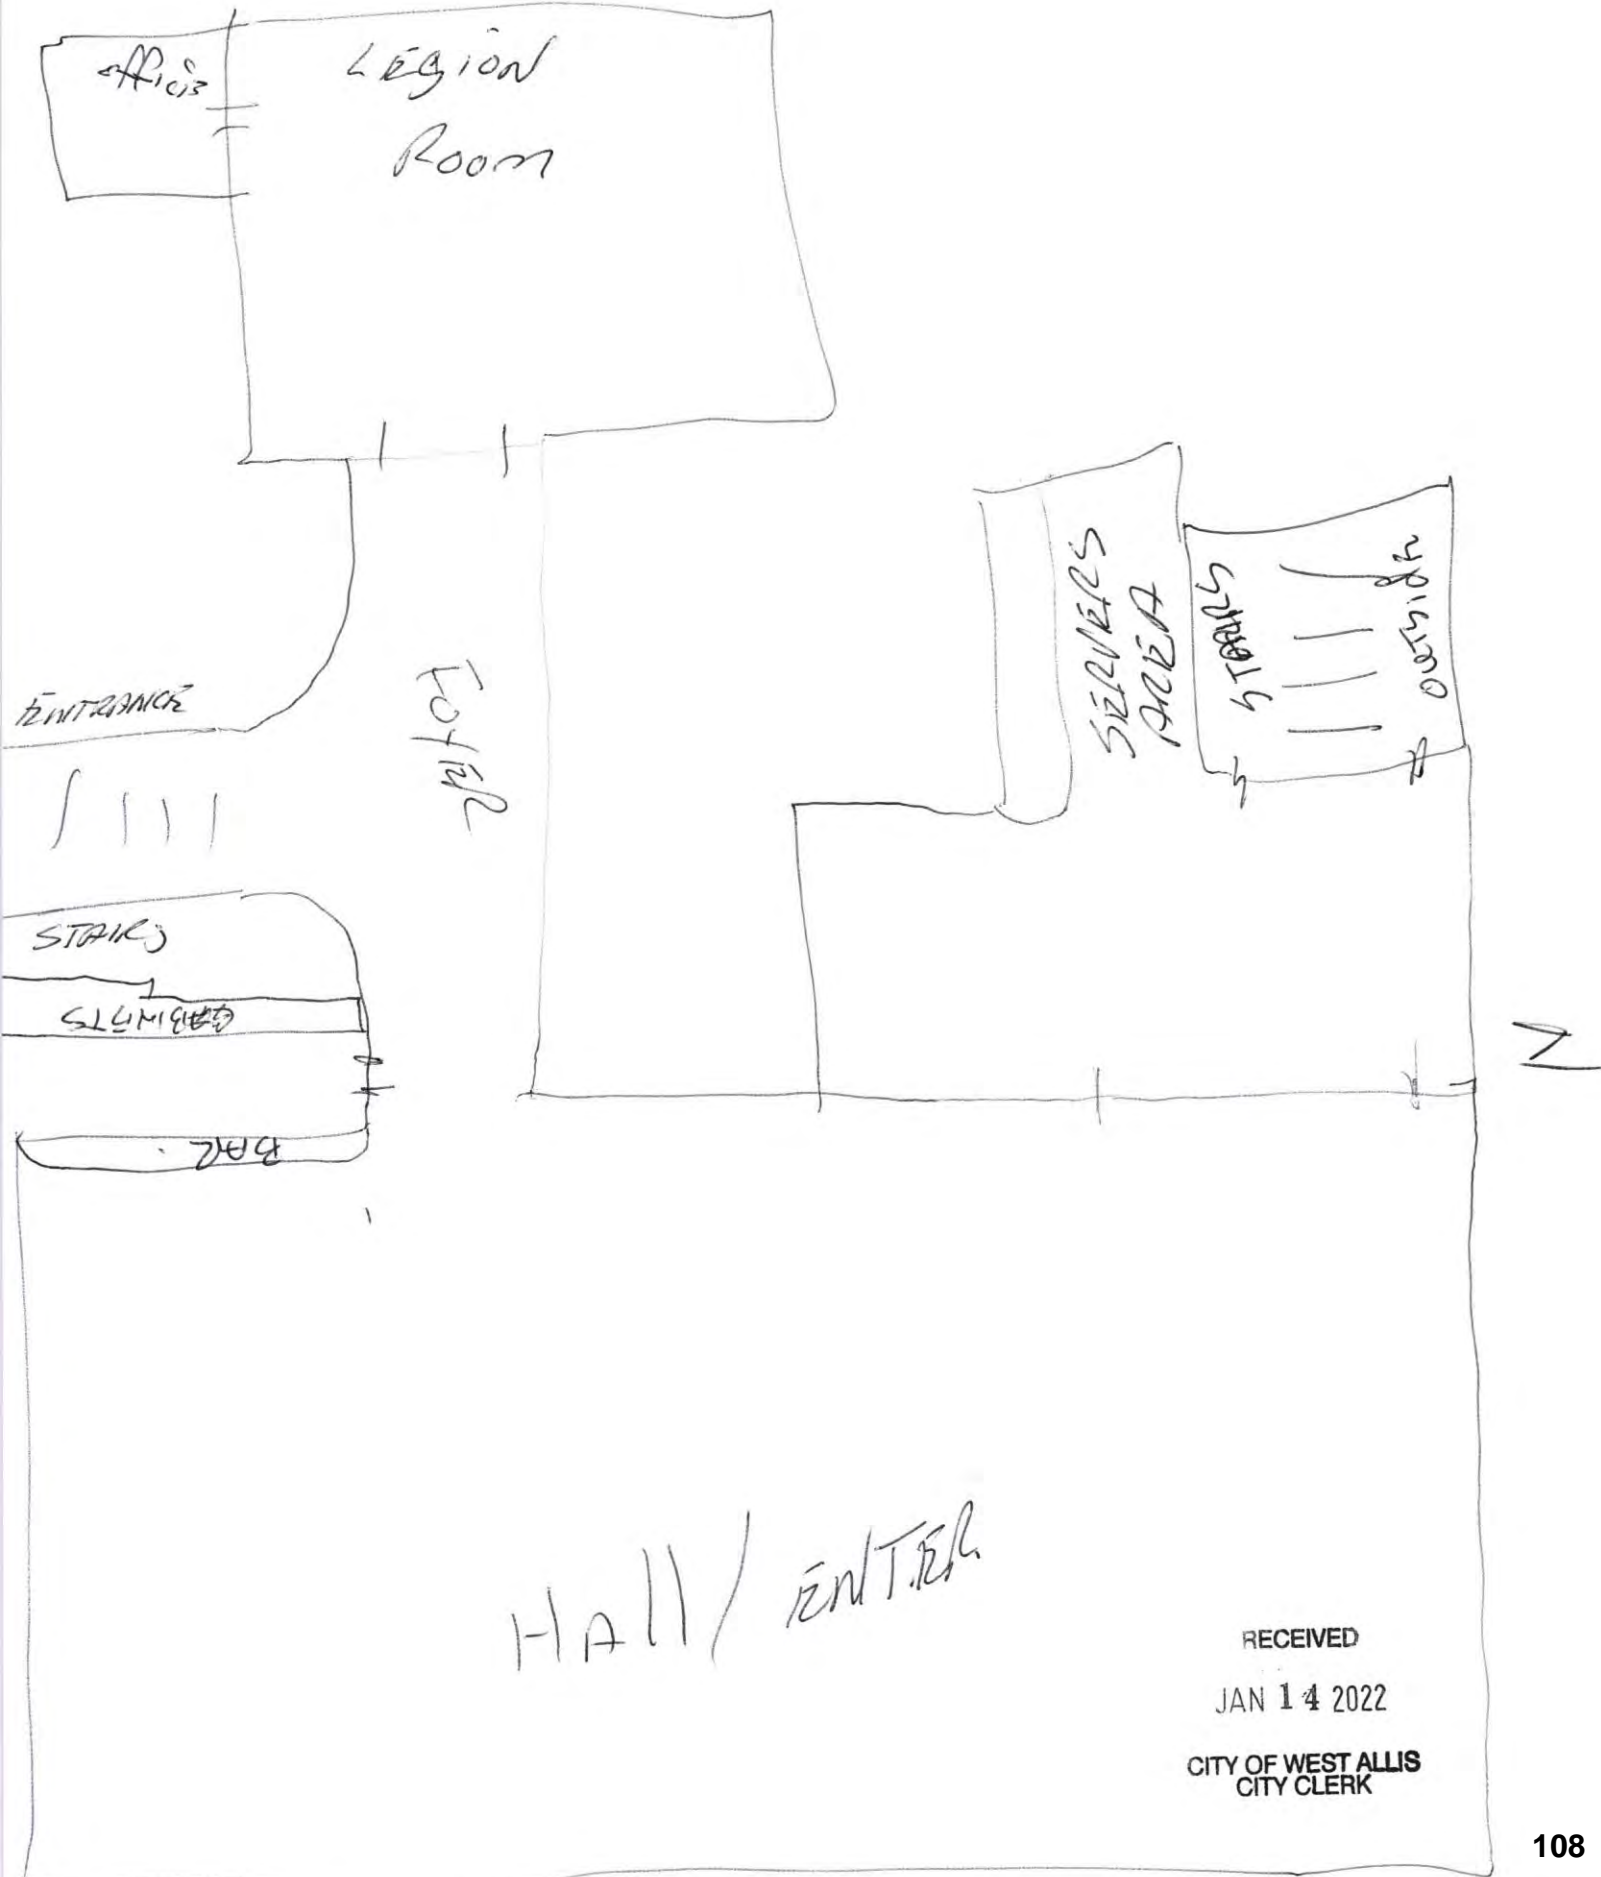 office
LEGION
ROOM
ENTRANCE
FOYER
SERVERS
AREA
STAIRS
OUTSIDE
STAIRS
CABINETS
BAR
N
HAll / ENTER
RECEIVED
JAN 14 2022
CITY OF WEST ALLIS
CITY CLERK
108